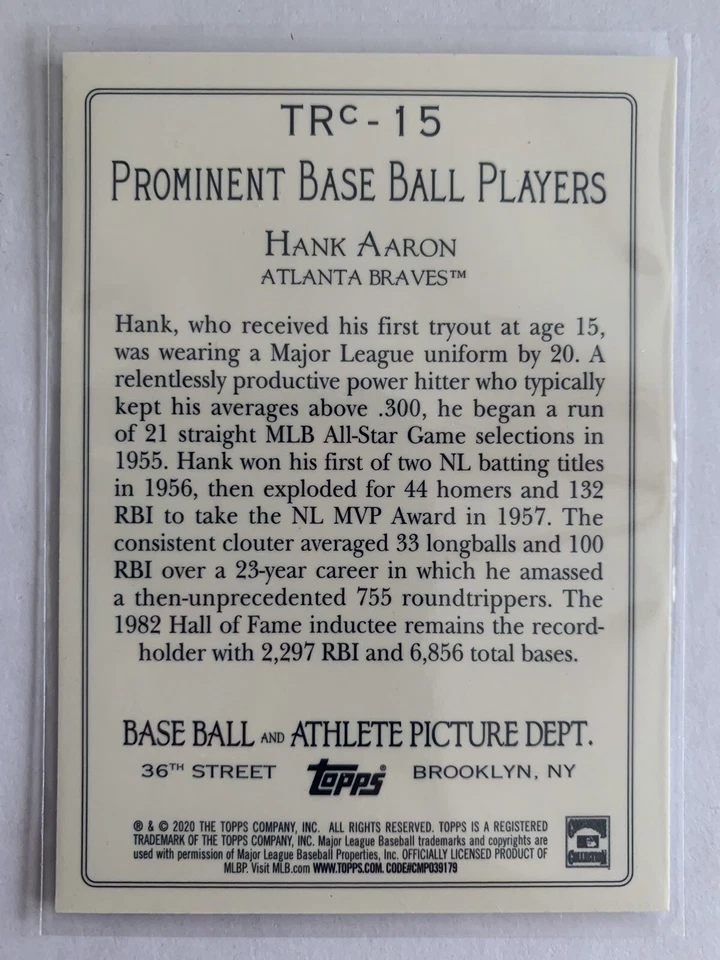 TRc-15
PROMINENT BASE BALL PLAYERS
HANK AARON
ATLANTA BRAVES™
Hank, who received his first tryout at age 15,
was wearing a Major League uniform by 20. A
relentlessly productive power hitter who typically
kept his averages above .300, he began a run
of 21 straight MLB All-Star Game selections in
1955. Hank won his first of two NL batting titles
in 1956, then exploded for 44 homers and 132
RBI to take the NL MVP Award in 1957. The
consistent clouter averaged 33 longballs and 100
RBI over a 23-year career in which he amassed
a then-unprecedented 755 roundtrippers. The
1982 Hall of Fame inductee remains the record-
holder with 2,297 RBI and 6,856 total bases.
BASE BALL AND ATHLETE PICTURE DEPT.
36TH STREET topps® BROOKLYN, NY
® & © 2020 THE TOPPS COMPANY, INC. ALL RIGHTS RESERVED. TOPPS IS A REGISTERED
TRADEMARK OF THE TOPPS COMPANY, INC. Major League Baseball trademarks and copyrights are
used with permission of Major League Baseball Properties, Inc. OFFICIALLY LICENSED PRODUCT OF
MLBP. Visit MLB.com WWW.TOPPS.COM. CODE#CMP039179
COOPERSTOWN
COLLECTION